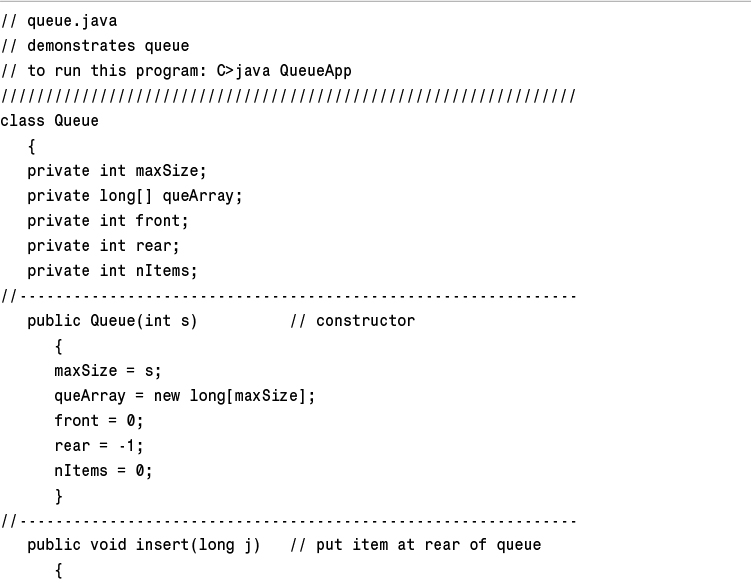 // queue.java
// demonstrates queue
// to run this program: C>java QueueApp
////////////////////////////////////////////////////////////////
class Queue
   {
   private int maxSize;
   private long[] queArray;
   private int front;
   private int rear;
   private int nItems;
//--------------------------------------------------------------
   public Queue(int s)          // constructor
      {
      maxSize = s;
      queArray = new long[maxSize];
      front = 0;
      rear = -1;
      nItems = 0;
      }
//--------------------------------------------------------------
   public void insert(long j)   // put item at rear of queue
      {